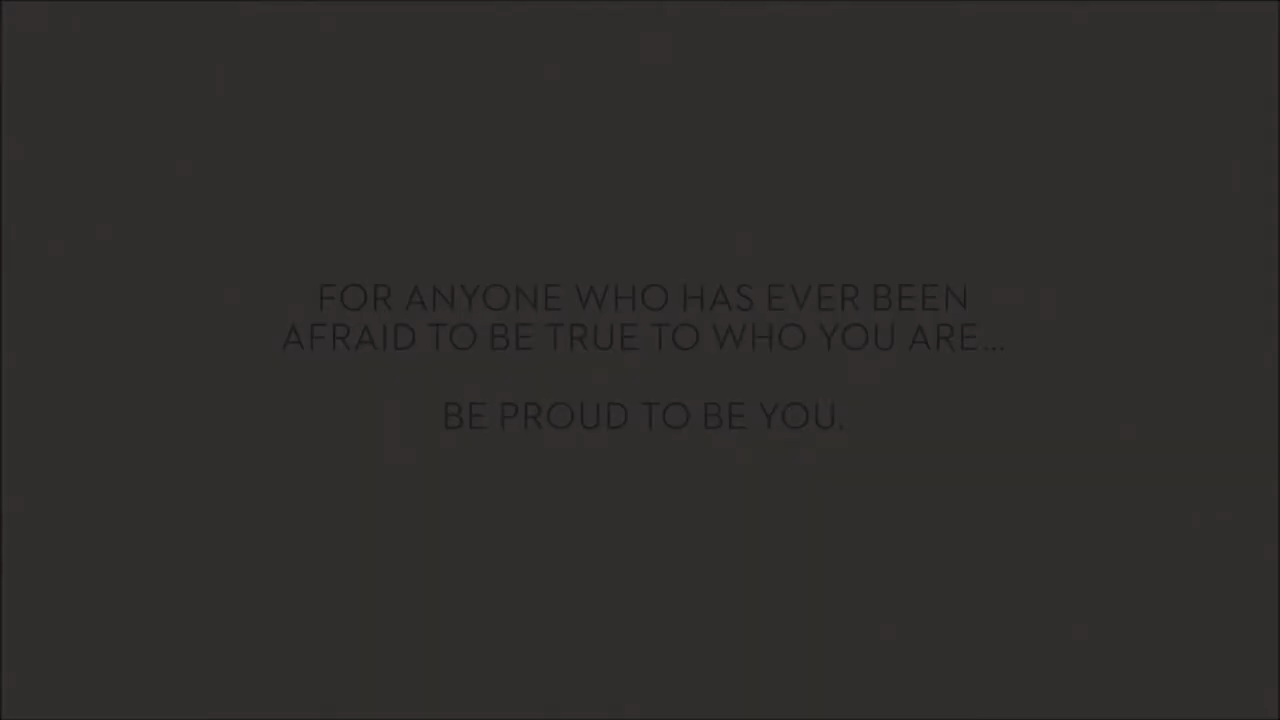 FOR ANYONE WHO HAS EVER BEEN
AFRAID TO BE TRUE TO WHO YOU ARE...
BE PROUD TO BE YOU.